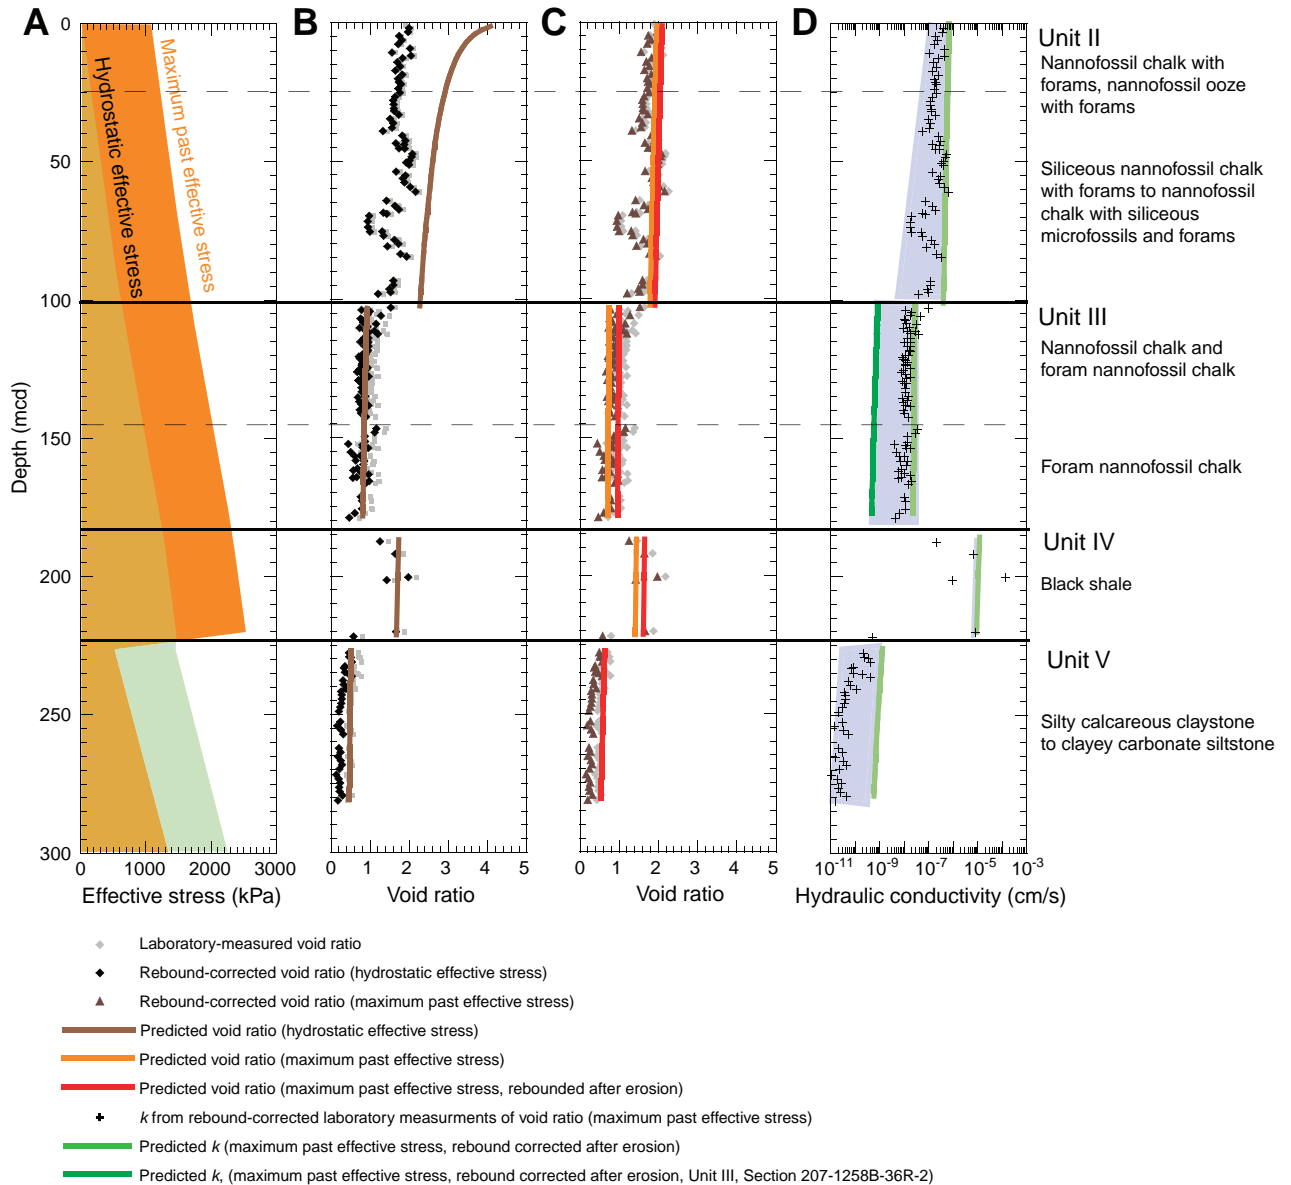 A
B
C
D
0
50
100
150
200
250
300
Depth (mcd)
Hydrostatic effective stress
Maximum past effective stress
0 1000 2000 3000
Effective stress (kPa)
0 1 2 3 4 5
Void ratio
0 1 2 3 4 5
Void ratio
10-11 10-9 10-7 10-5 10-3
Hydraulic conductivity (cm/s)
Unit II
Nannofossil chalk with
forams, nannofossil ooze
with forams
Siliceous nannofossil chalk
with forams to nannofossil
chalk with siliceous
microfossils and forams
Unit III
Nannofossil chalk and
foram nannofossil chalk
Foram nannofossil chalk
Unit IV
Black shale
Unit V
Silty calcareous claystone
to clayey carbonate siltstone
Laboratory-measured void ratio
Rebound-corrected void ratio (hydrostatic effective stress)
Rebound-corrected void ratio (maximum past effective stress)
Predicted void ratio (hydrostatic effective stress)
Predicted void ratio (maximum past effective stress)
Predicted void ratio (maximum past effective stress, rebounded after erosion)
k from rebound-corrected laboratory measurments of void ratio (maximum past effective stress)
Predicted k (maximum past effective stress, rebound corrected after erosion)
Predicted k, (maximum past effective stress, rebound corrected after erosion, Unit III, Section 207-1258B-36R-2)